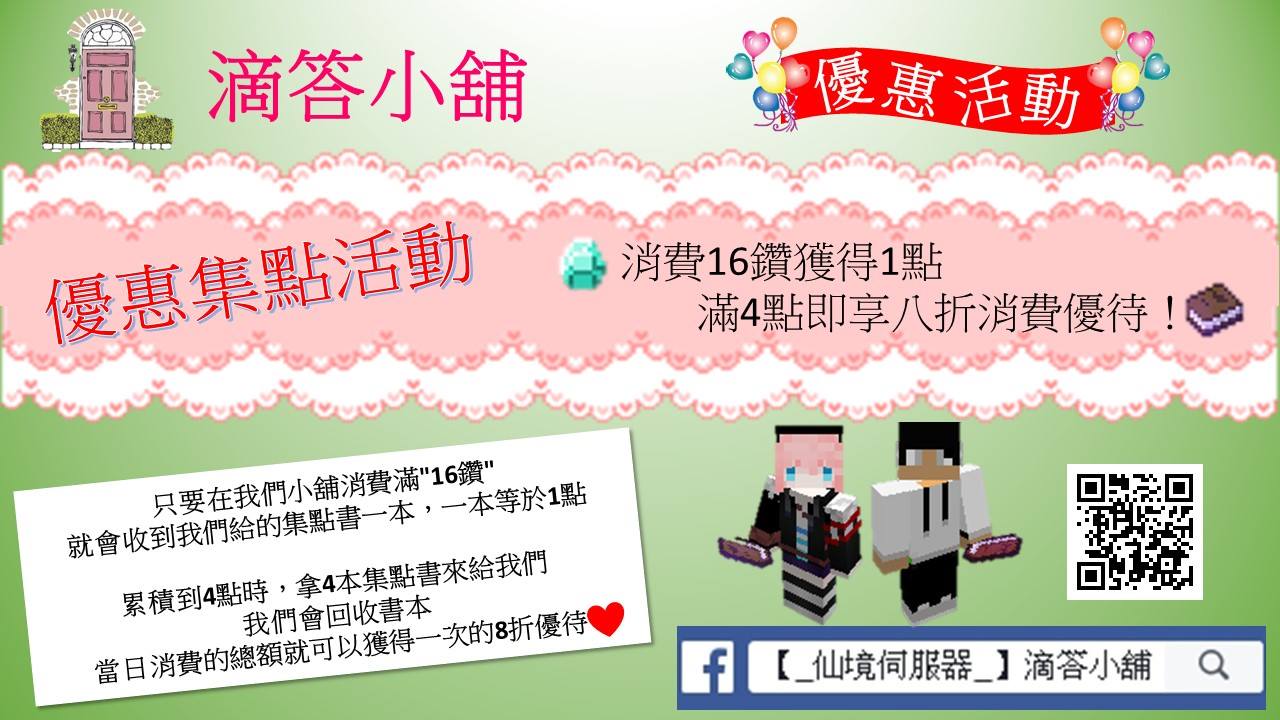 滴答小舖
優惠活動
優惠集點活動
消費16鑽獲得1點
滿4點即享八折消費優待！
只要在我們小舖消費滿"16鑽"
就會收到我們給的集點書一本，一本等於1點
累積到4點時，拿4本集點書來給我們
我們會回收書本
當日消費的總額就可以獲得一次的8折優待
f
【_仙境伺服器_】滴答小舖